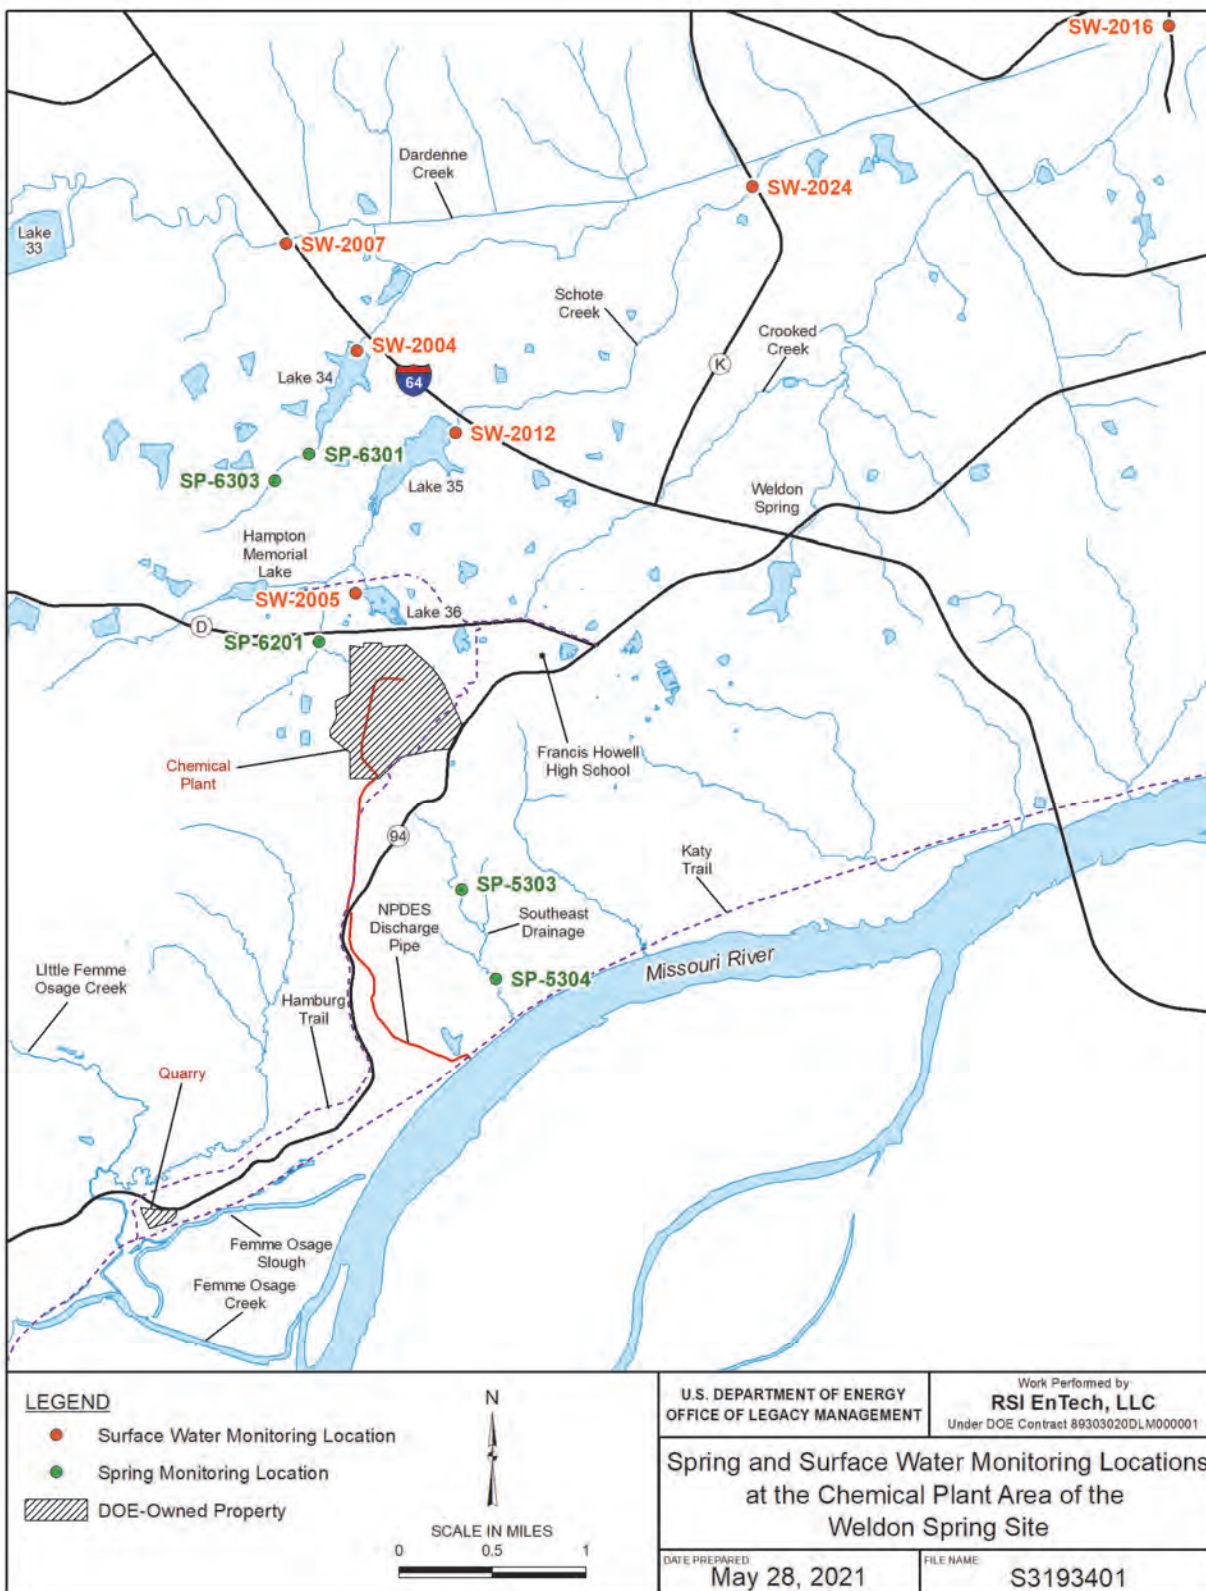 SW-2016
Dardenne
Creek
SW-2024
Lake
33
SW-2007
Schote
Creek
Crooked
Creek
SW-2004
Lake 34
64
K
SW-2012
SP-6301
SP-6303
Lake 35
Weldon
Spring
Hampton
Memorial
Lake
SW-2005
Lake 36
D
SP-6201
Francis Howell
High School
Chemical
Plant
94
Katy
Trail
SP-5303
NPDES
Discharge
Pipe
Southeast
Drainage
SP-5304
Missouri River
LIttle Femme
Osage Creek
Hamburg
Trail
Quarry
Femme Osage
Slough
Femme Osage
Creek
LEGEND
Surface Water Monitoring Location
Spring Monitoring Location
DOE-Owned Property
N
SCALE IN MILES
0 0.5 1
U.S. DEPARTMENT OF ENERGY
OFFICE OF LEGACY MANAGEMENT
Work Performed by
RSI EnTech, LLC
Under DOE Contract 89303020DLM000001
Spring and Surface Water Monitoring Locations
at the Chemical Plant Area of the
Weldon Spring Site
DATE PREPARED:
May 28, 2021
FILE NAME:
S3193401